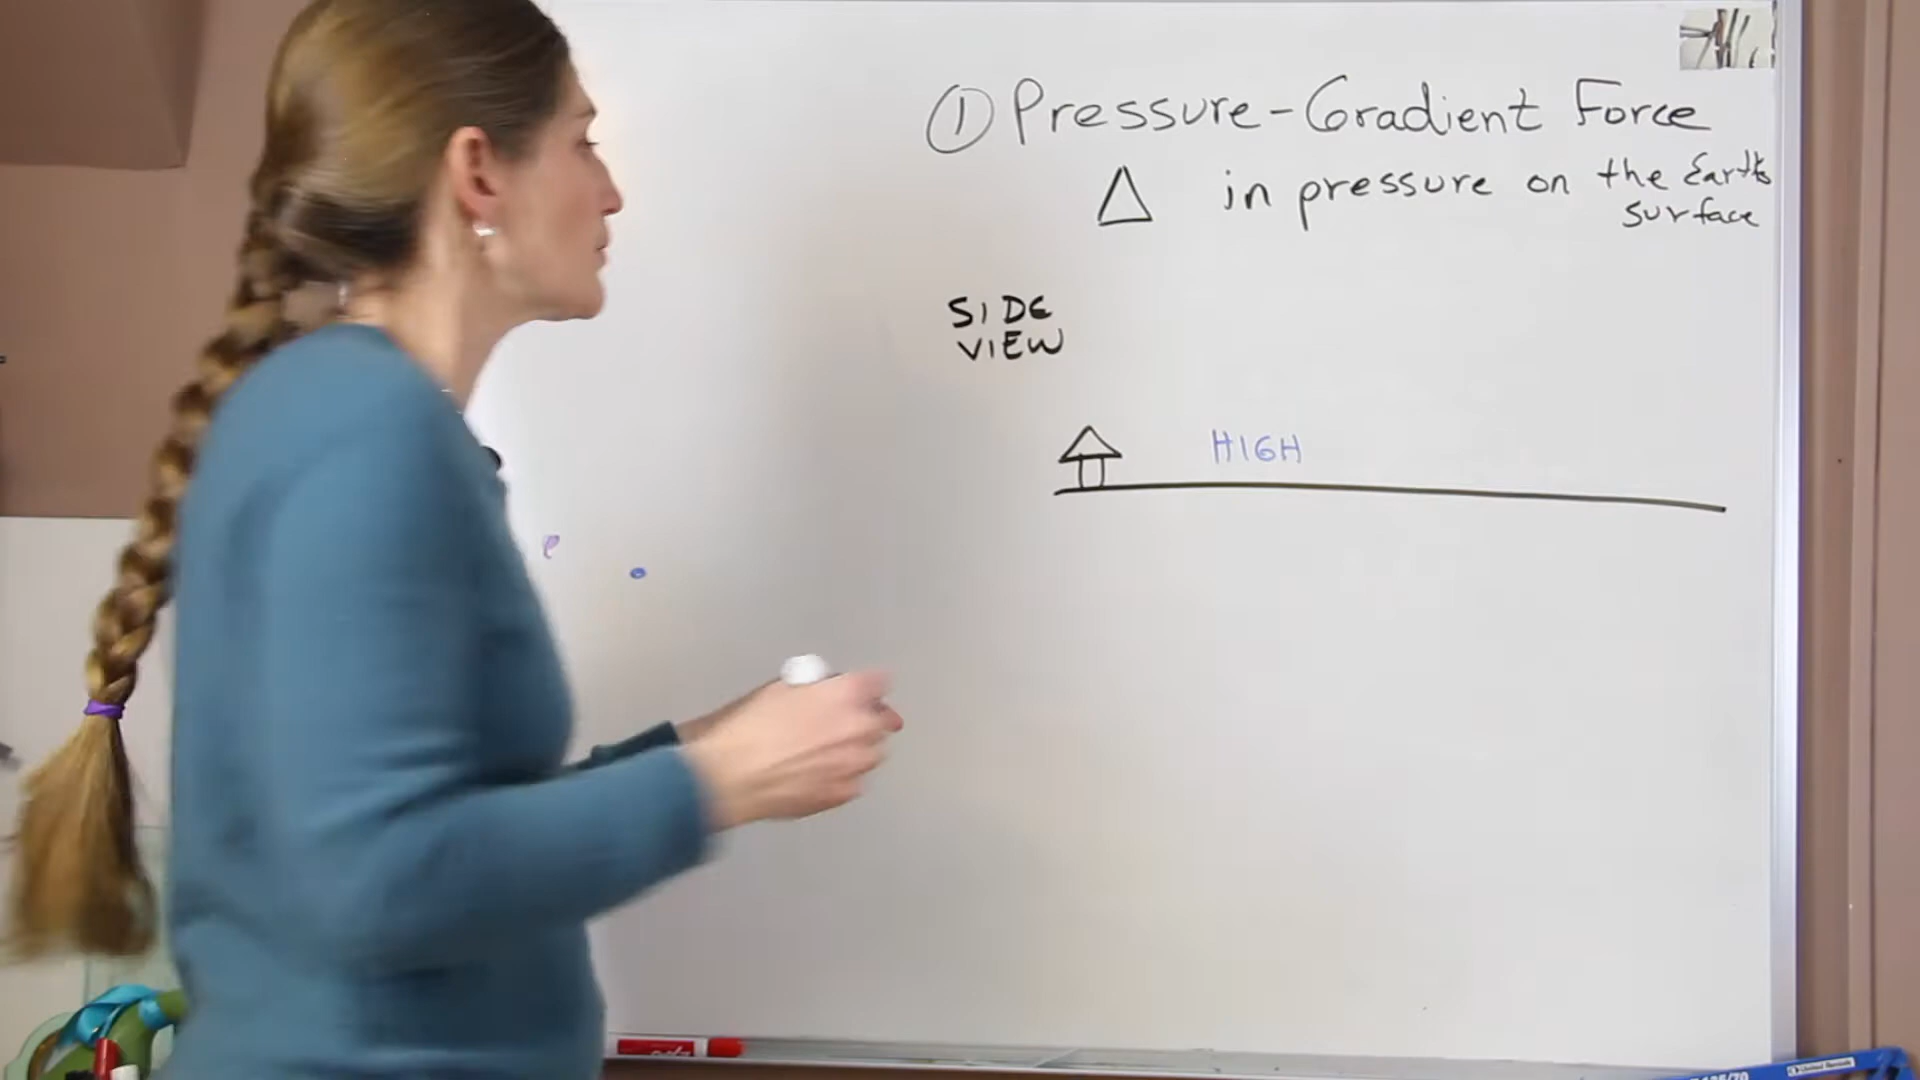 ① Pressure-Gradient Force
Δ in pressure on the Earth's
surface
SIDE
VIEW
HIGH
e